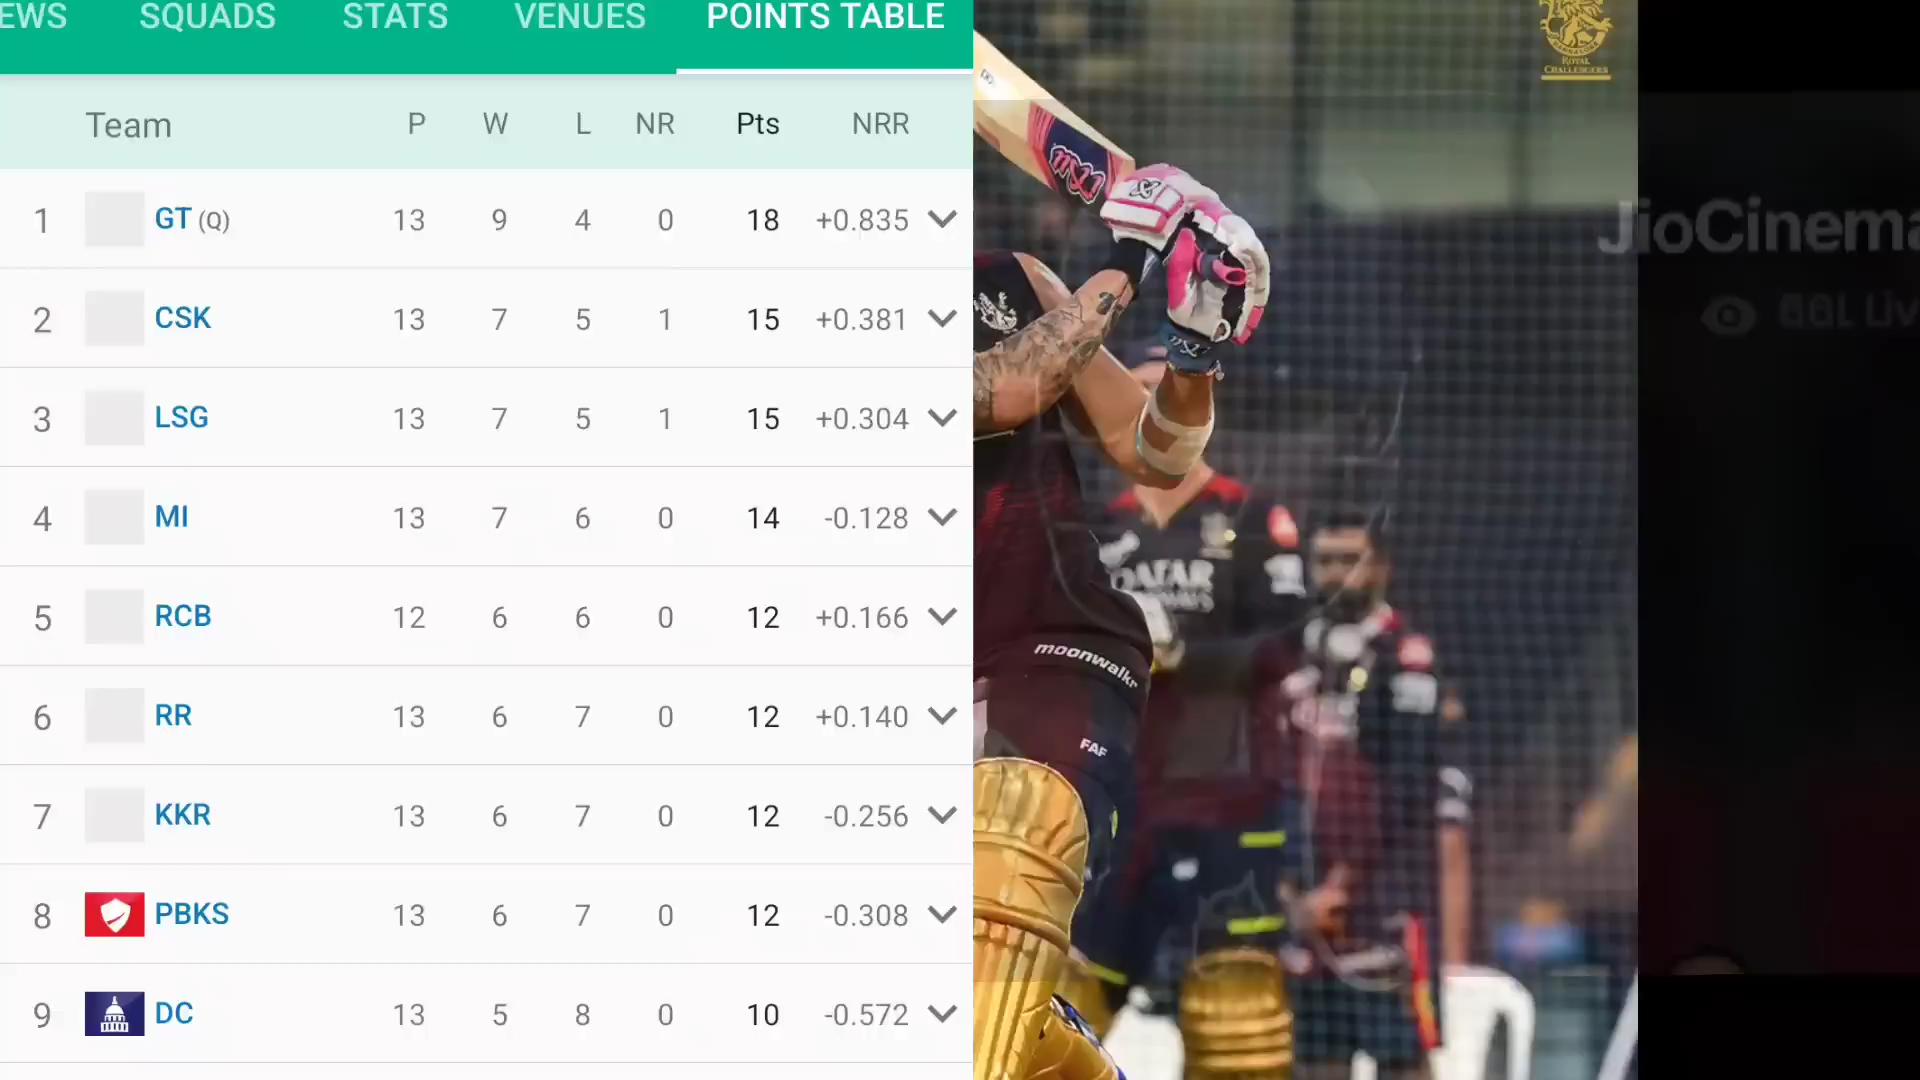 EWS SQUADS STATS VENUES POINTS TABLE
Team P W L NR Pts NRR
1 GT (Q) 13 9 4 0 18 +0.835
2 CSK 13 7 5 1 15 +0.381
3 LSG 13 7 5 1 15 +0.304
4 MI 13 7 6 0 14 -0.128
5 RCB 12 6 6 0 12 +0.166
6 RR 13 6 7 0 12 +0.140
7 KKR 13 6 7 0 12 -0.256
8 PBKS 13 6 7 0 12 -0.308
9 DC 13 5 8 0 10 -0.572
ROYAL
CHALLENGERS
QATAR
moonwalkr
FAF
JioCinema